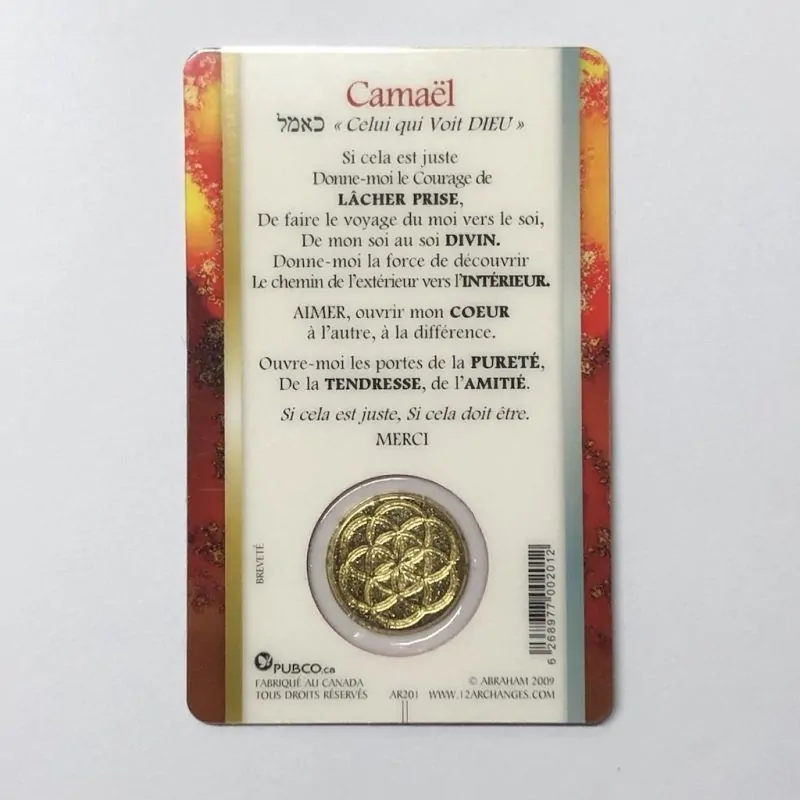 Camaël
כאמל « Celui qui Voit DIEU »
Si cela est juste
Donne-moi le Courage de
LÂCHER PRISE,
De faire le voyage du moi vers le soi,
De mon soi au soi DIVIN.
Donne-moi la force de découvrir
Le chemin de l'extérieur vers l'INTÉRIEUR.
AIMER, ouvrir mon COEUR
à l'autre, à la différence.
Ouvre-moi les portes de la PURETÉ,
De la TENDRESSE, de l'AMITIÉ.
Si cela est juste, Si cela doit être.
MERCI
BREVETÉ
6 268977 002012
PUBCO.ca
FABRIQUÉ AU CANADA
TOUS DROITS RÉSERVÉS
AR201
© ABRAHAM 2009
WWW.12ARCHANGES.COM